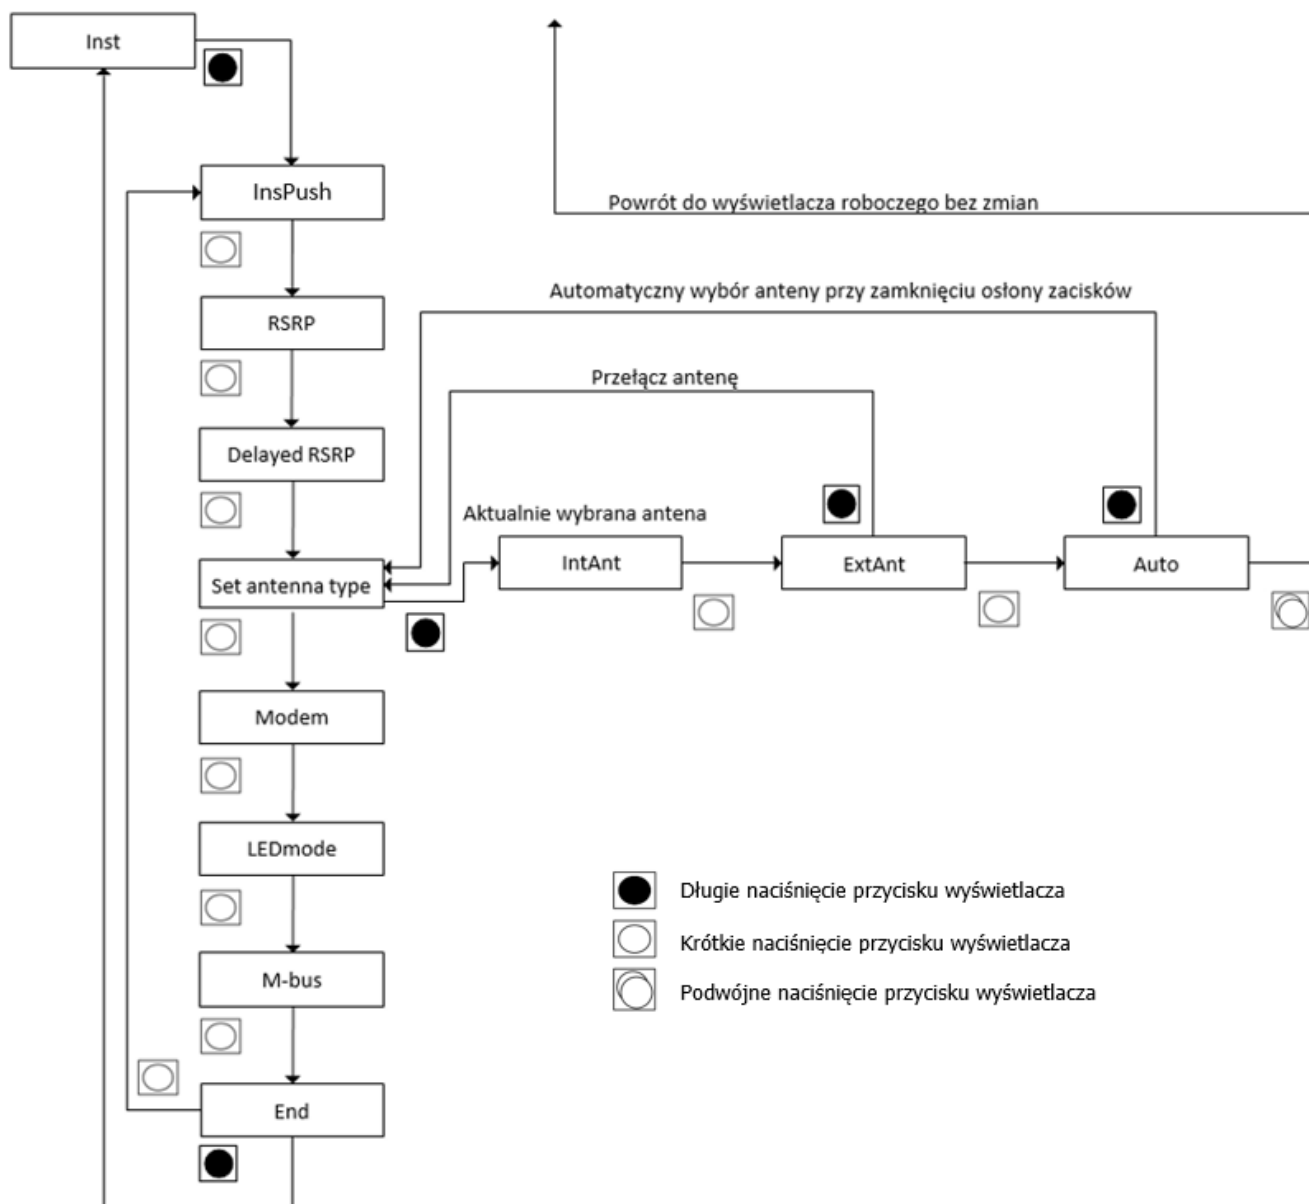 Inst
InsPush
Powrót do wyświetlacza roboczego bez zmian
Automatyczny wybór anteny przy zamknięciu osłony zacisków
RSRP
Przełącz antenę
Delayed RSRP
Aktualnie wybrana antena
IntAnt
ExtAnt
Auto
Set antenna type
Modem
LEDmode
Długie naciśnięcie przycisku wyświetlacza
Krótkie naciśnięcie przycisku wyświetlacza
M-bus
Podwójne naciśnięcie przycisku wyświetlacza
End